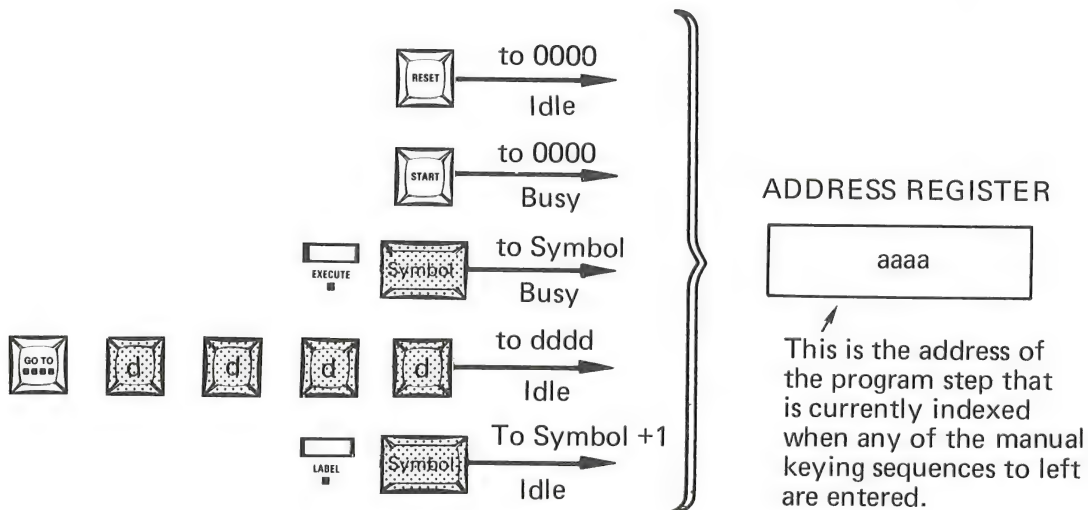 to 0000
RESET
Idle
to 0000
START
Busy
to Symbol
EXECUTE
Symbol
Busy
to dddd
GO TO
d d d d
Idle
To Symbol +1
LABEL
Symbol
Idle
ADDRESS REGISTER
aaaa
This is the address of
the program step that
is currently indexed
when any of the manual
keying sequences to left
are entered.